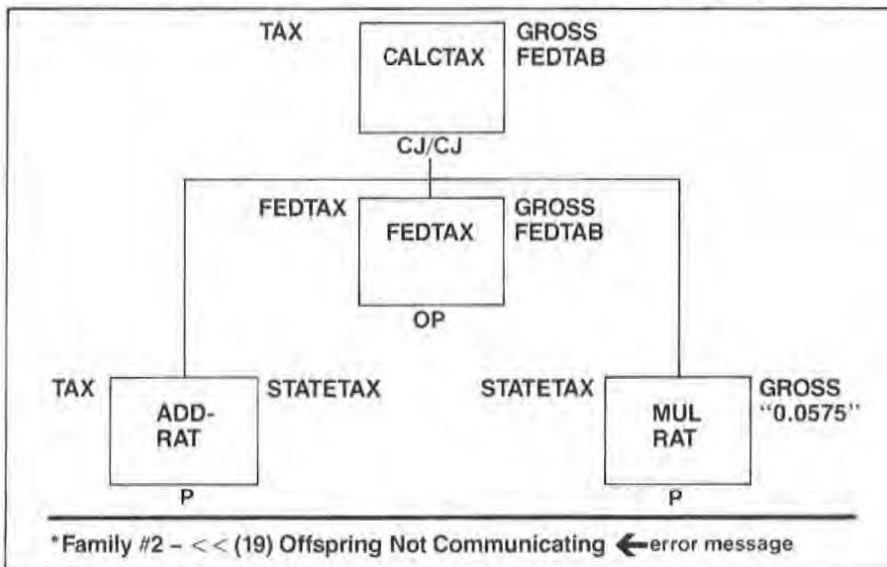 TAX
CALCTAX
GROSS
FEDTAB
CJ/CJ
FEDTAX
FEDTAX
GROSS
FEDTAB
OP
TAX
ADD-
RAT
STATETAX
P
STATETAX
MUL
RAT
GROSS
"0.0575"
P
*Family #2 – << (19) Offspring Not Communicating ←error message